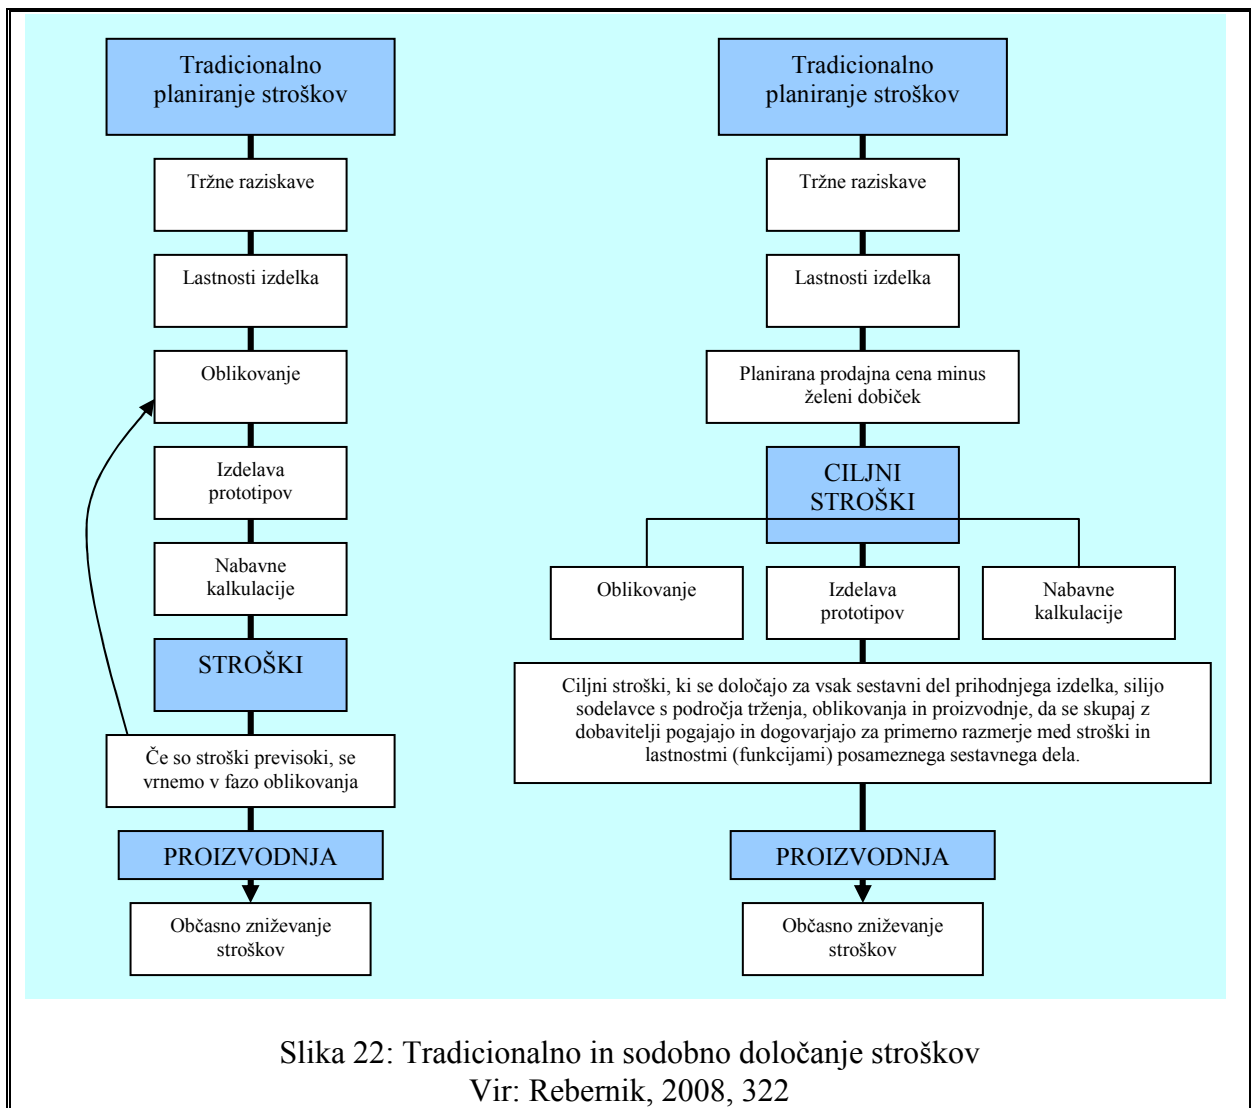 Tradicionalno
planiranje stroškov
Tržne raziskave
Lastnosti izdelka
Oblikovanje
Izdelava
prototipov
Nabavne
kalkulacije
STROŠKI
Če so stroški previsoki, se
vrnemo v fazo oblikovanja
PROIZVODNJA
Občasno zniževanje
stroškov
Tradicionalno
planiranje stroškov
Tržne raziskave
Lastnosti izdelka
Planirana prodajna cena minus
želeni dobiček
CILJNI
STROŠKI
Oblikovanje
Izdelava
prototipov
Nabavne
kalkulacije
Ciljni stroški, ki se določajo za vsak sestavni del prihodnjega izdelka, silijo
sodelavce s področja trženja, oblikovanja in proizvodnje, da se skupaj z
dobavitelji pogajajo in dogovarjajo za primerno razmerje med stroški in
lastnostmi (funkcijami) posameznega sestavnega dela.
PROIZVODNJA
Občasno zniževanje
stroškov
Slika 22: Tradicionalno in sodobno določanje stroškov
Vir: Rebernik, 2008, 322